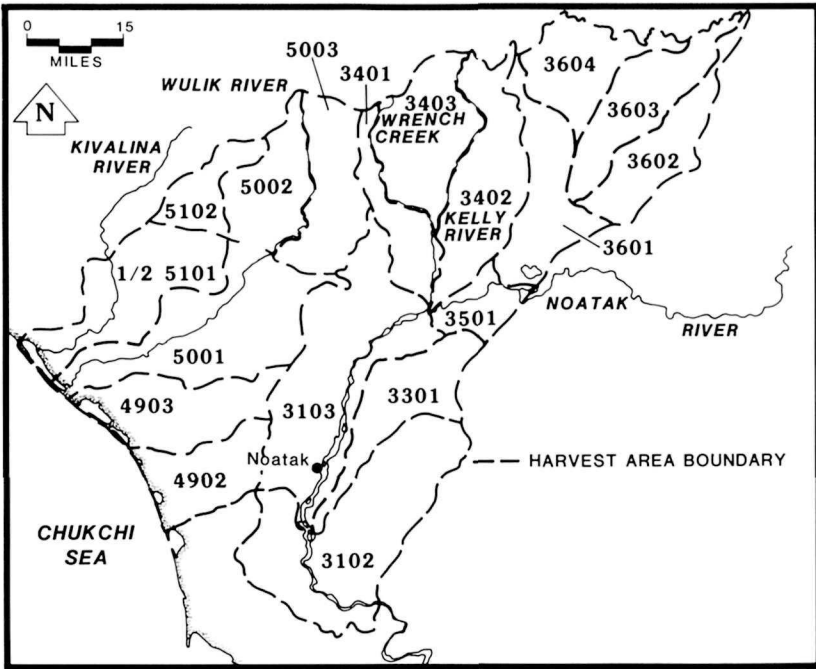 0 15
MILES
N
WULIK RIVER
5003
3401
3604
3403
WRENCH
CREEK
3603
KIVALINA
RIVER
3602
5002
5102
3402
KELLY
RIVER
3601
1/2 5101
NOATAK
RIVER
3501
5001
3301
4903
3103
Noatak
HARVEST AREA BOUNDARY
4902
CHUKCHI
SEA
3102